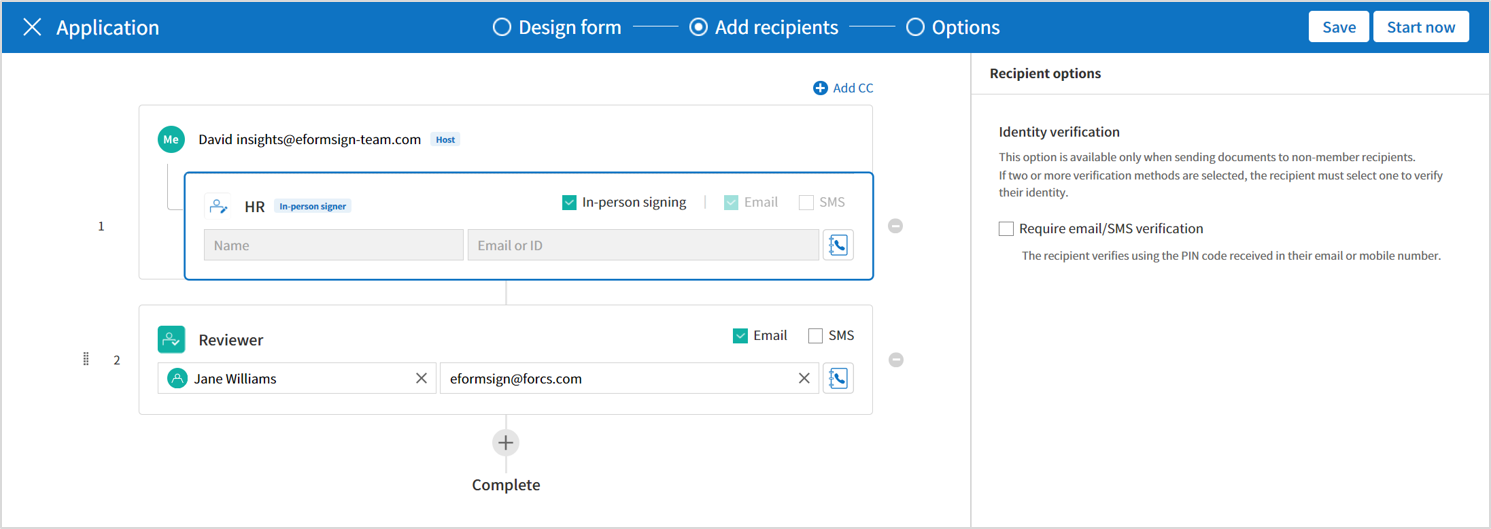 Application
Design form
Add recipients
Options
Save
Start now
Add CC
Me
David insights@eformsign-team.com
Host
1
HR
In-person signer
In-person signing
Email
SMS
Name
Email or ID
2
Reviewer
Email
SMS
Jane Williams
eformsign@forcs.com
Complete
Recipient options
Identity verification
This option is available only when sending documents to non-member recipients.
If two or more verification methods are selected, the recipient must select one to verify
their identity.
Require email/SMS verification
The recipient verifies using the PIN code received in their email or mobile number.